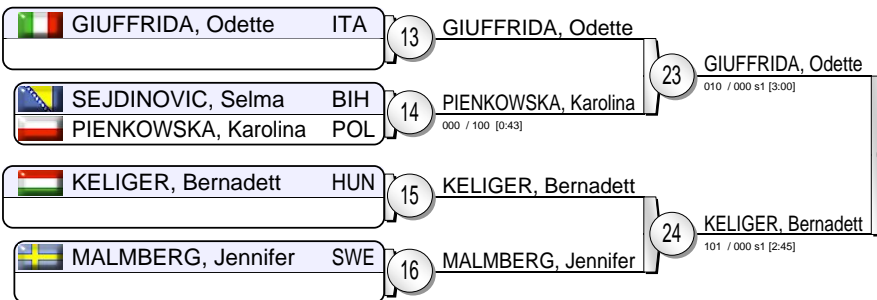 GIUFFRIDA, Odette ITA
13
GIUFFRIDA, Odette
23
GIUFFRIDA, Odette
010 / 000 s1 [3:00]
SEJDINOVIC, Selma BIH
PIENKOWSKA, Karolina POL
14
PIENKOWSKA, Karolina
000 / 100 [0:43]
KELIGER, Bernadett HUN
15
KELIGER, Bernadett
24
KELIGER, Bernadett
101 / 000 s1 [2:45]
MALMBERG, Jennifer SWE
16
MALMBERG, Jennifer